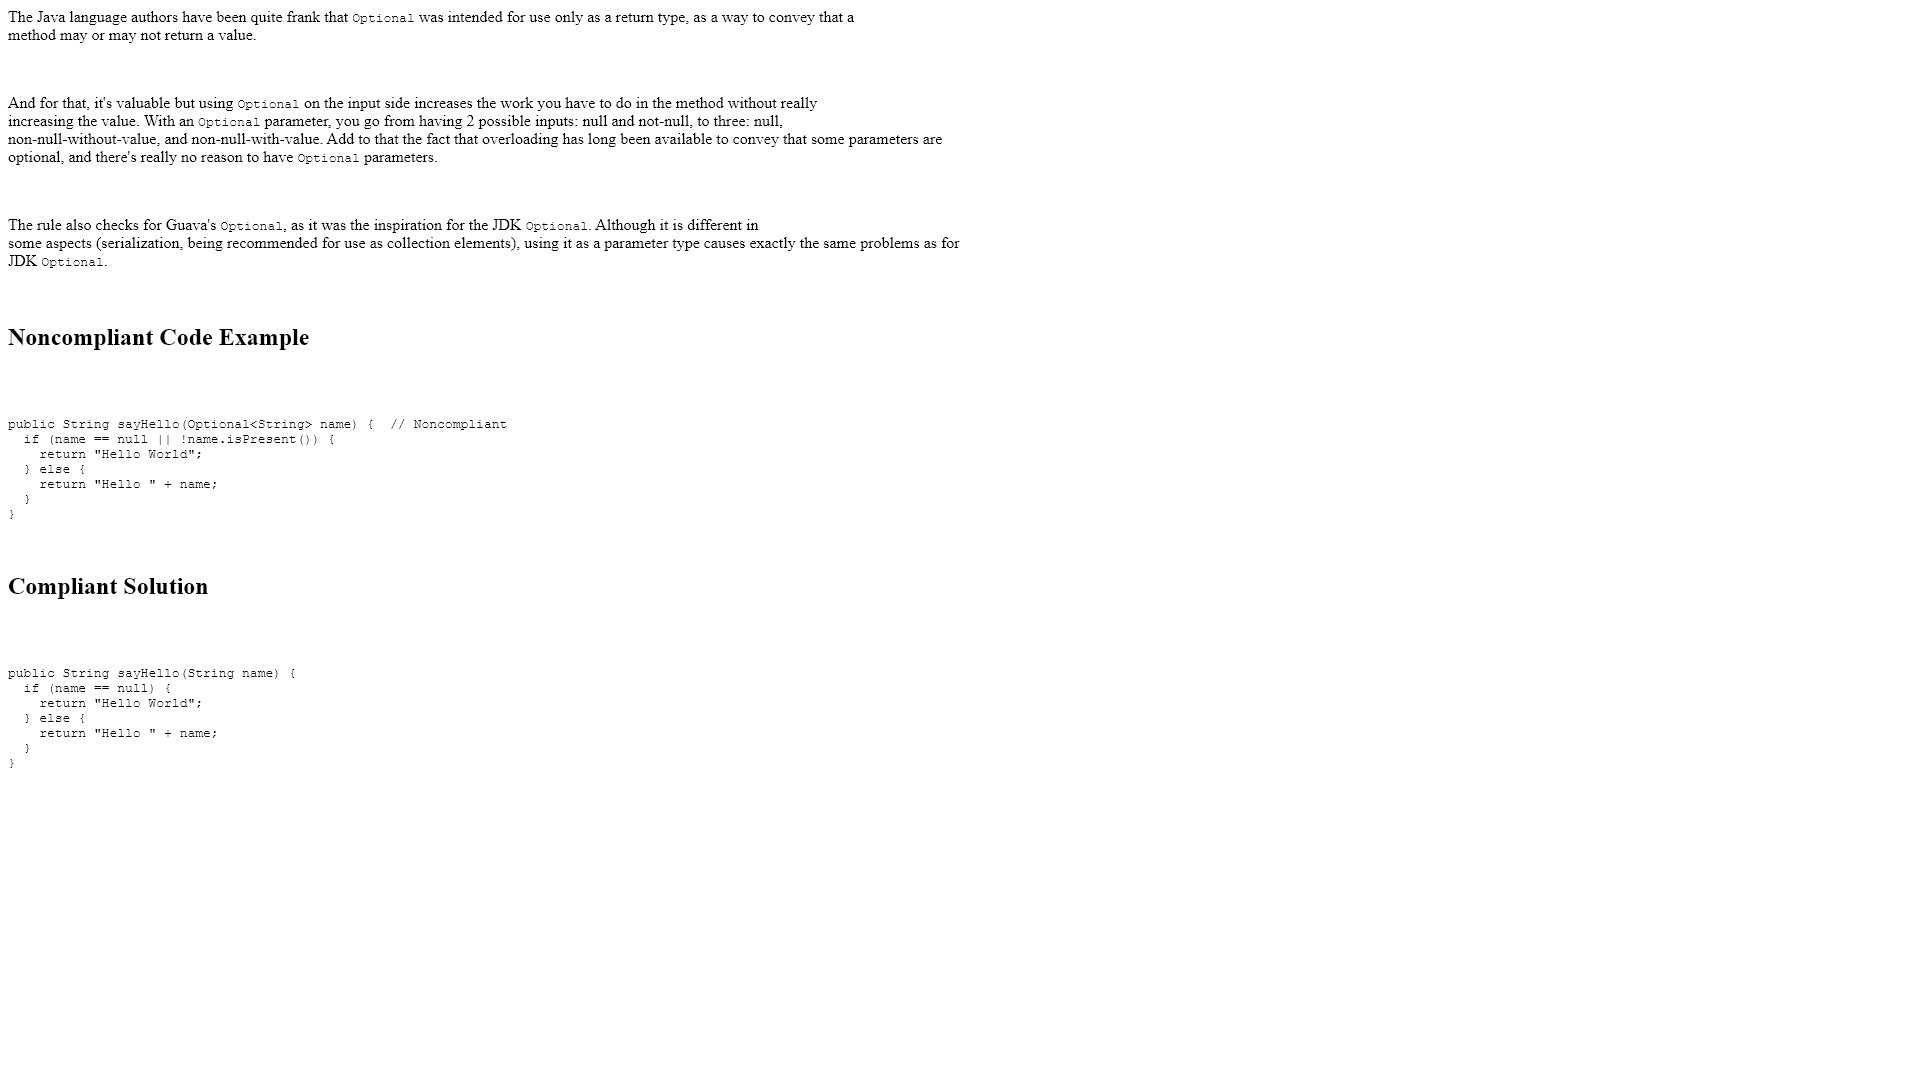 The Java language authors have been quite frank that Optional was intended for use only as a return type, as a way to convey that a
method may or may not return a value.
And for that, it's valuable but using Optional on the input side increases the work you have to do in the method without really
increasing the value. With an Optional parameter, you go from having 2 possible inputs: null and not-null, to three: null,
non-null-without-value, and non-null-with-value. Add to that the fact that overloading has long been available to convey that some parameters are
optional, and there's really no reason to have Optional parameters.
The rule also checks for Guava's Optional, as it was the inspiration for the JDK Optional. Although it is different in
some aspects (serialization, being recommended for use as collection elements), using it as a parameter type causes exactly the same problems as for
JDK Optional.
Noncompliant Code Example
public String sayHello(Optional<String> name) {  // Noncompliant
  if (name == null || !name.isPresent()) {
    return "Hello World";
  } else {
    return "Hello " + name;
  }
}
Compliant Solution
public String sayHello(String name) {
  if (name == null) {
    return "Hello World";
  } else {
    return "Hello " + name;
  }
}